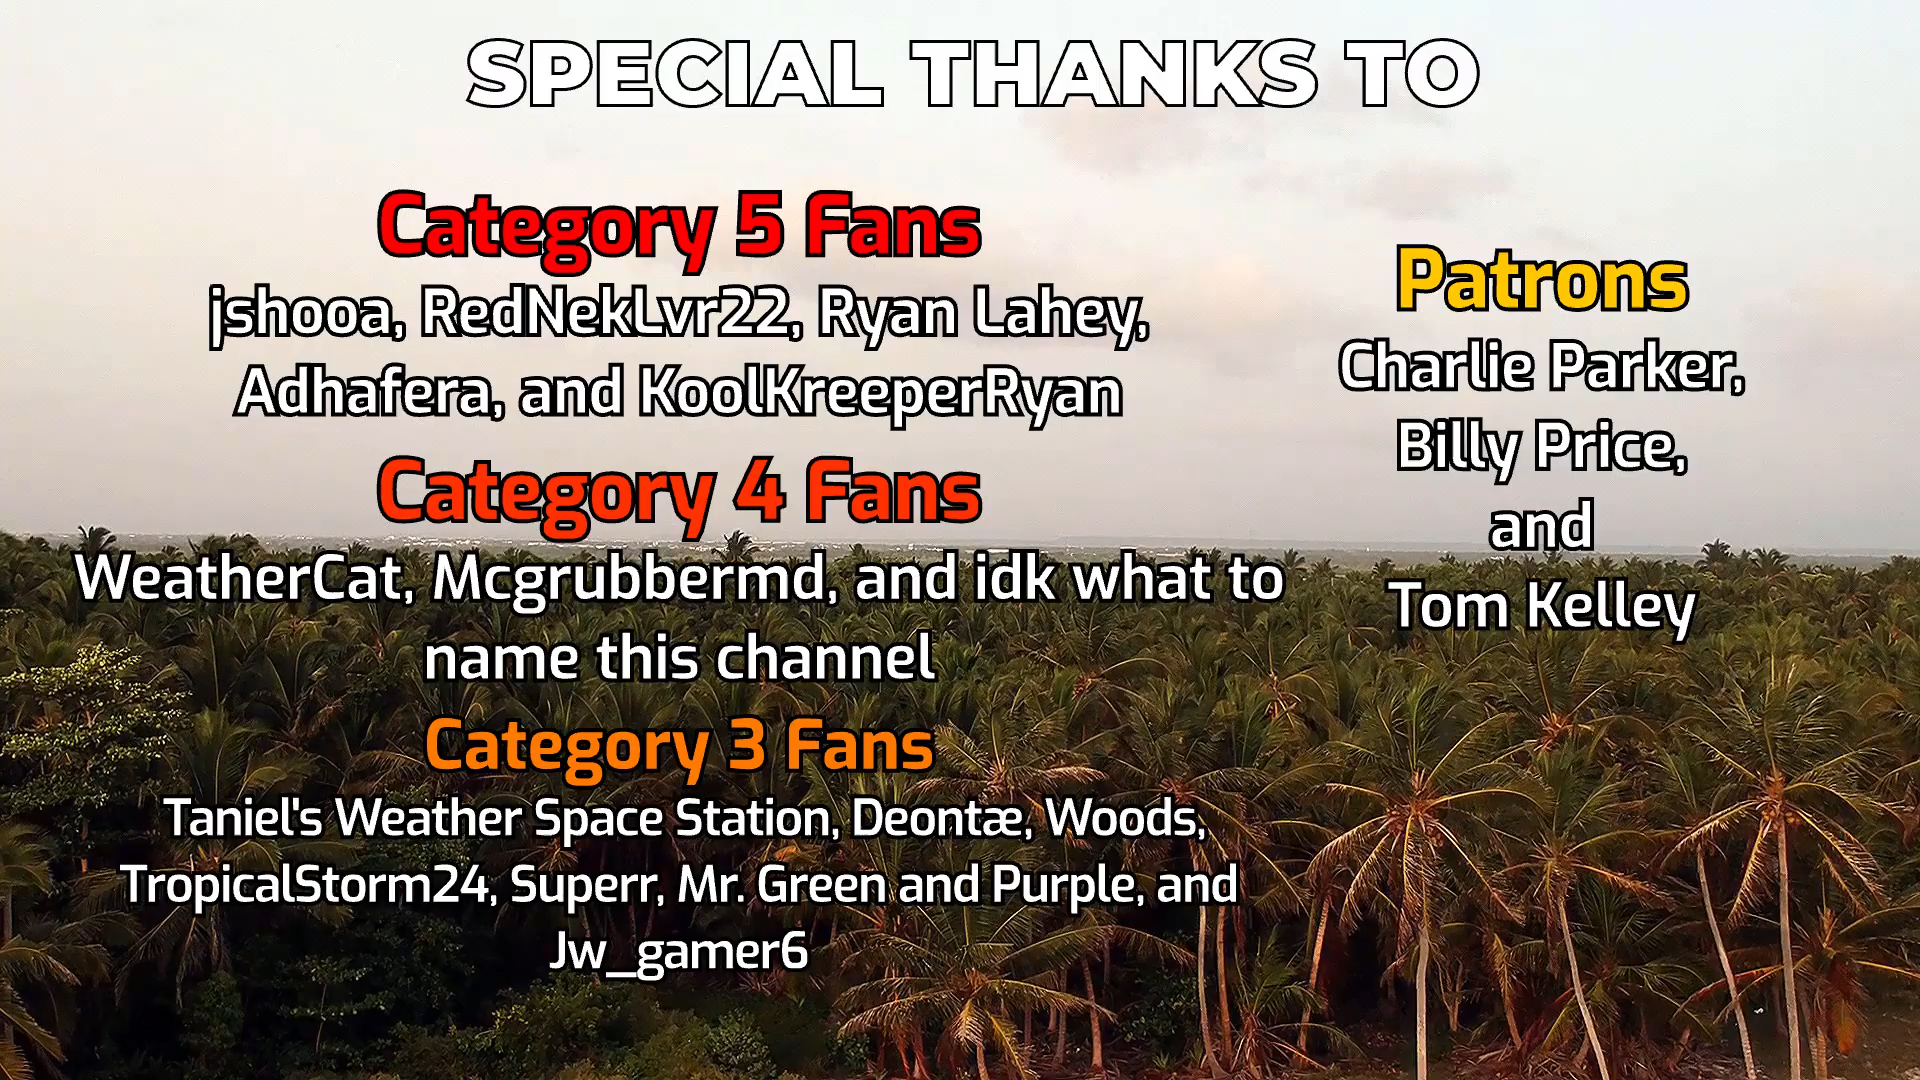 SPECIAL THANKS TO
Category 5 Fans
jshooa, RedNekLvr22, Ryan Lahey,
Adhafera, and KoolKreeperRyan
Category 4 Fans
WeatherCat, Mcgrubbermd, and idk what to
name this channel
Category 3 Fans
Taniel's Weather Space Station, Deontæ, Woods,
TropicalStorm24, Superr, Mr. Green and Purple, and
Jw_gamer6
Patrons
Charlie Parker,
Billy Price,
and
Tom Kelley